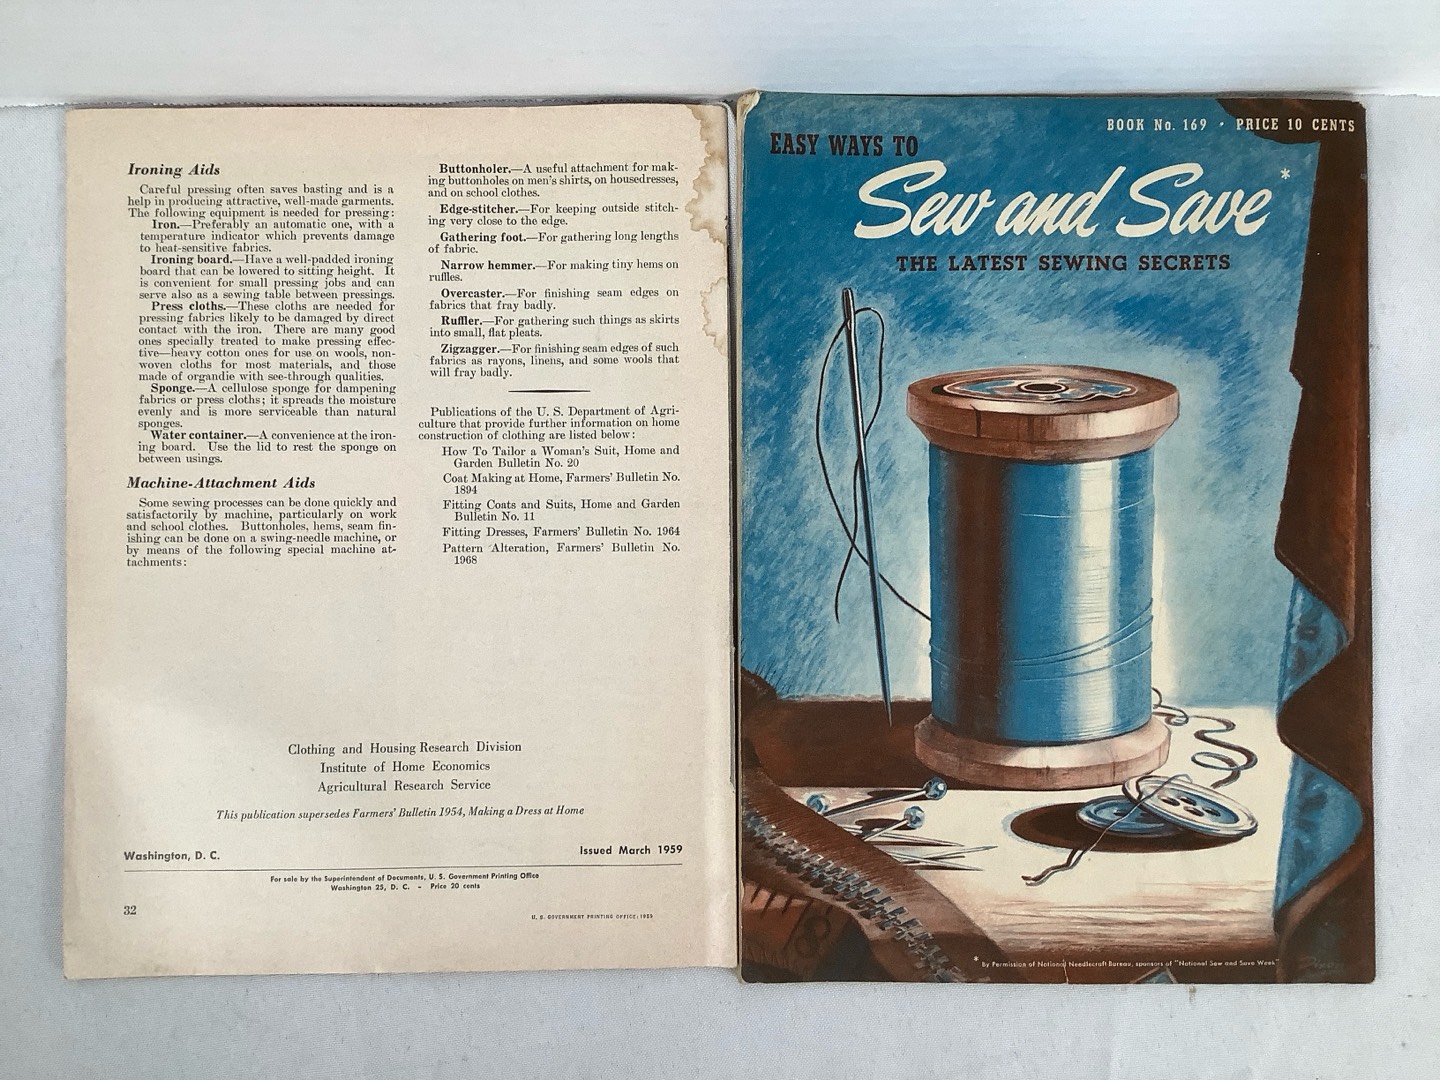 Ironing Aids
Careful pressing often saves basting and is a
help in producing attractive, well-made garments.
The following equipment is needed for pressing:
Iron.—Preferably an automatic one, with a
temperature indicator which prevents damage
to heat-sensitive fabrics.
Ironing board.—Have a well-padded ironing
board that can be lowered to sitting height. It
is convenient for small pressing jobs and can
serve also as a sewing table between pressings.
Press cloths.—These cloths are needed for
pressing fabrics likely to be damaged by direct
contact with the iron. There are many good
ones specially treated to make pressing effec-
tive—heavy cotton ones for use on wools, non-
woven cloths for most materials, and those
made of organdie with see-through qualities.
Sponge.—A cellulose sponge for dampening
fabrics or press cloths; it spreads the moisture
evenly and is more serviceable than natural
sponges.
Water container.—A convenience at the iron-
ing board. Use the lid to rest the sponge on
between usings.
Machine-Attachment Aids
Some sewing processes can be done quickly and
satisfactorily by machine, particularly on work
and school clothes. Buttonholes, hems, seam fin-
ishing can be done on a swing-needle machine, or
by means of the following special machine at-
tachments:
Buttonholer.—A useful attachment for mak-
ing buttonholes on men's shirts, on housedresses,
and on school clothes.
Edge-stitcher.—For keeping outside stitch-
ing very close to the edge.
Gathering foot.—For gathering long lengths
of fabric.
Narrow hemmer.—For making tiny hems on
ruffles.
Overcaster.—For finishing seam edges on
fabrics that fray badly.
Ruffler.—For gathering such things as skirts
into small, flat pleats.
Zigzagger.—For finishing seam edges of such
fabrics as rayons, linens, and some wools that
will fray badly.
Publications of the U. S. Department of Agri-
culture that provide further information on home
construction of clothing are listed below:
How To Tailor a Woman's Suit, Home and
Garden Bulletin No. 20
Coat Making at Home, Farmers' Bulletin No.
1894
Fitting Coats and Suits, Home and Garden
Bulletin No. 11
Fitting Dresses, Farmers' Bulletin No. 1964
Pattern Alteration, Farmers' Bulletin No.
1968
Clothing and Housing Research Division
Institute of Home Economics
Agricultural Research Service
This publication supersedes Farmers' Bulletin 1954, Making a Dress at Home
Washington, D. C.
Issued March 1959
For sale by the Superintendent of Documents, U. S. Government Printing Office
Washington 25, D. C. - Price 20 cents
32
U. S. GOVERNMENT PRINTING OFFICE: 1959
BOOK No. 169 · PRICE 10 CENTS
EASY WAYS TO
Sew and Save*
THE LATEST SEWING SECRETS
* By Permission of National Needlecraft Bureau, sponsors of "National Sew and Save Week"